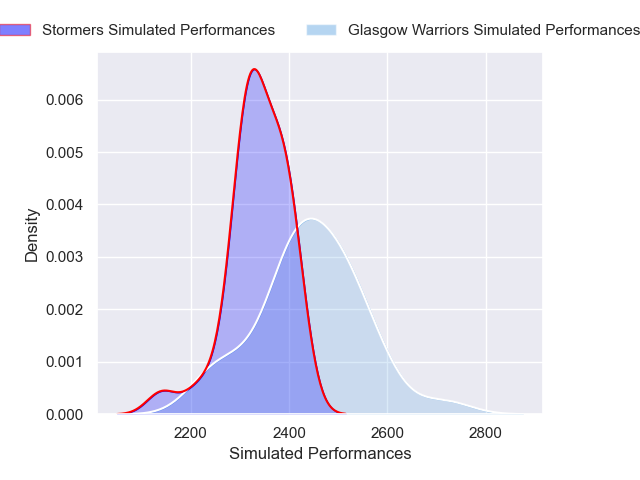 Stormers Simulated Performances
Glasgow Warriors Simulated Performances
0.006
0.005
0.004
0.003
0.002
0.001
0.000
Density
2200
2400
2600
2800
Simulated Performances